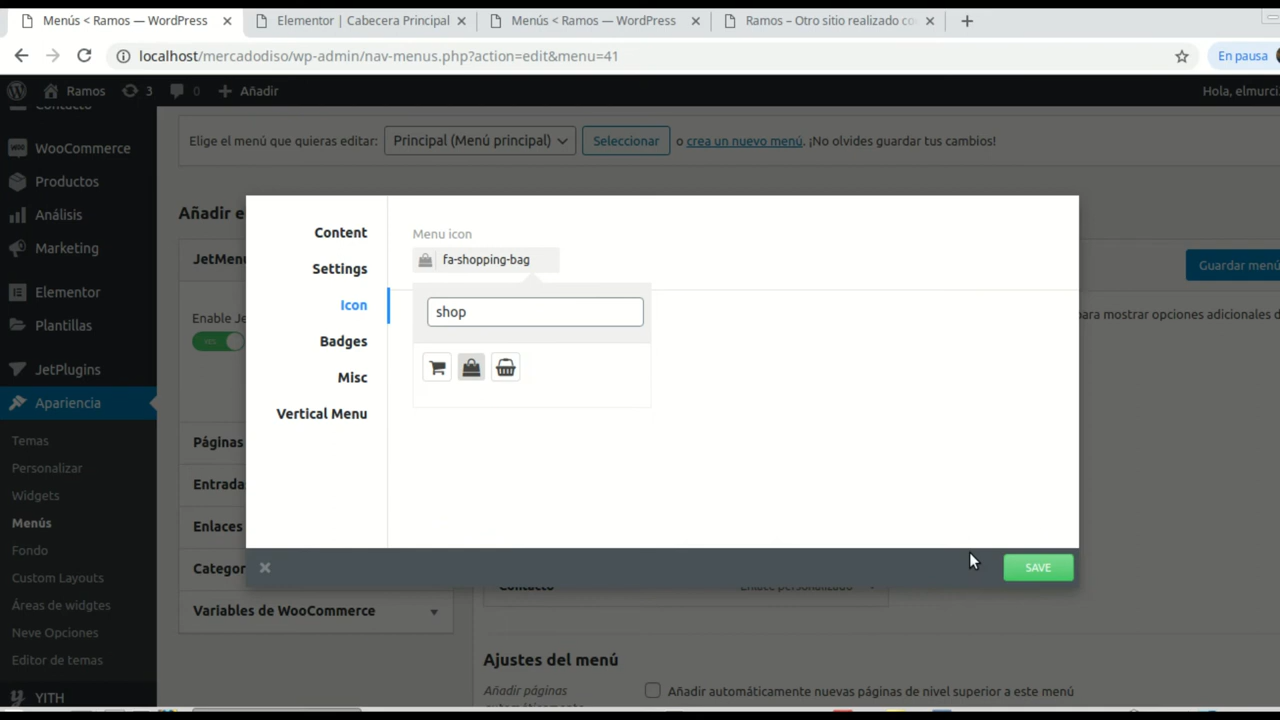 Menús < Ramos — WordPress
Elementor | Cabecera Principal
Menús < Ramos — WordPress
Ramos – Otro sitio realizado co
localhost/mercadodiso/wp-admin/nav-menus.php?action=edit&menu=41
En pausa
Ramos
3
0
Añadir
Hola, elmurci
Contacto
WooCommerce
Productos
Análisis
Marketing
Elementor
Plantillas
JetPlugins
Apariencia
Temas
Personalizar
Widgets
Menús
Fondo
Custom Layouts
Áreas de widgtes
Neve Opciones
Editor de temas
YITH
Elige el menú que quieras editar:
Principal (Menú principal)
Seleccionar
o crea un nuevo menú. ¡No olvides guardar tus cambios!
Añadir e
JetMenu
Enable Je
YES
Páginas
Entrada
Enlaces
Categor
Variables de WooCommerce
Guardar menú
para mostrar opciones adicionales d
Content
Settings
Icon
Badges
Misc
Vertical Menu
Menu icon
fa-shopping-bag
shop
SAVE
Contacto
Enlace personalizado
Ajustes del menú
Añadir páginas
automáticamente
Añadir automáticamente nuevas páginas de nivel superior a este menú